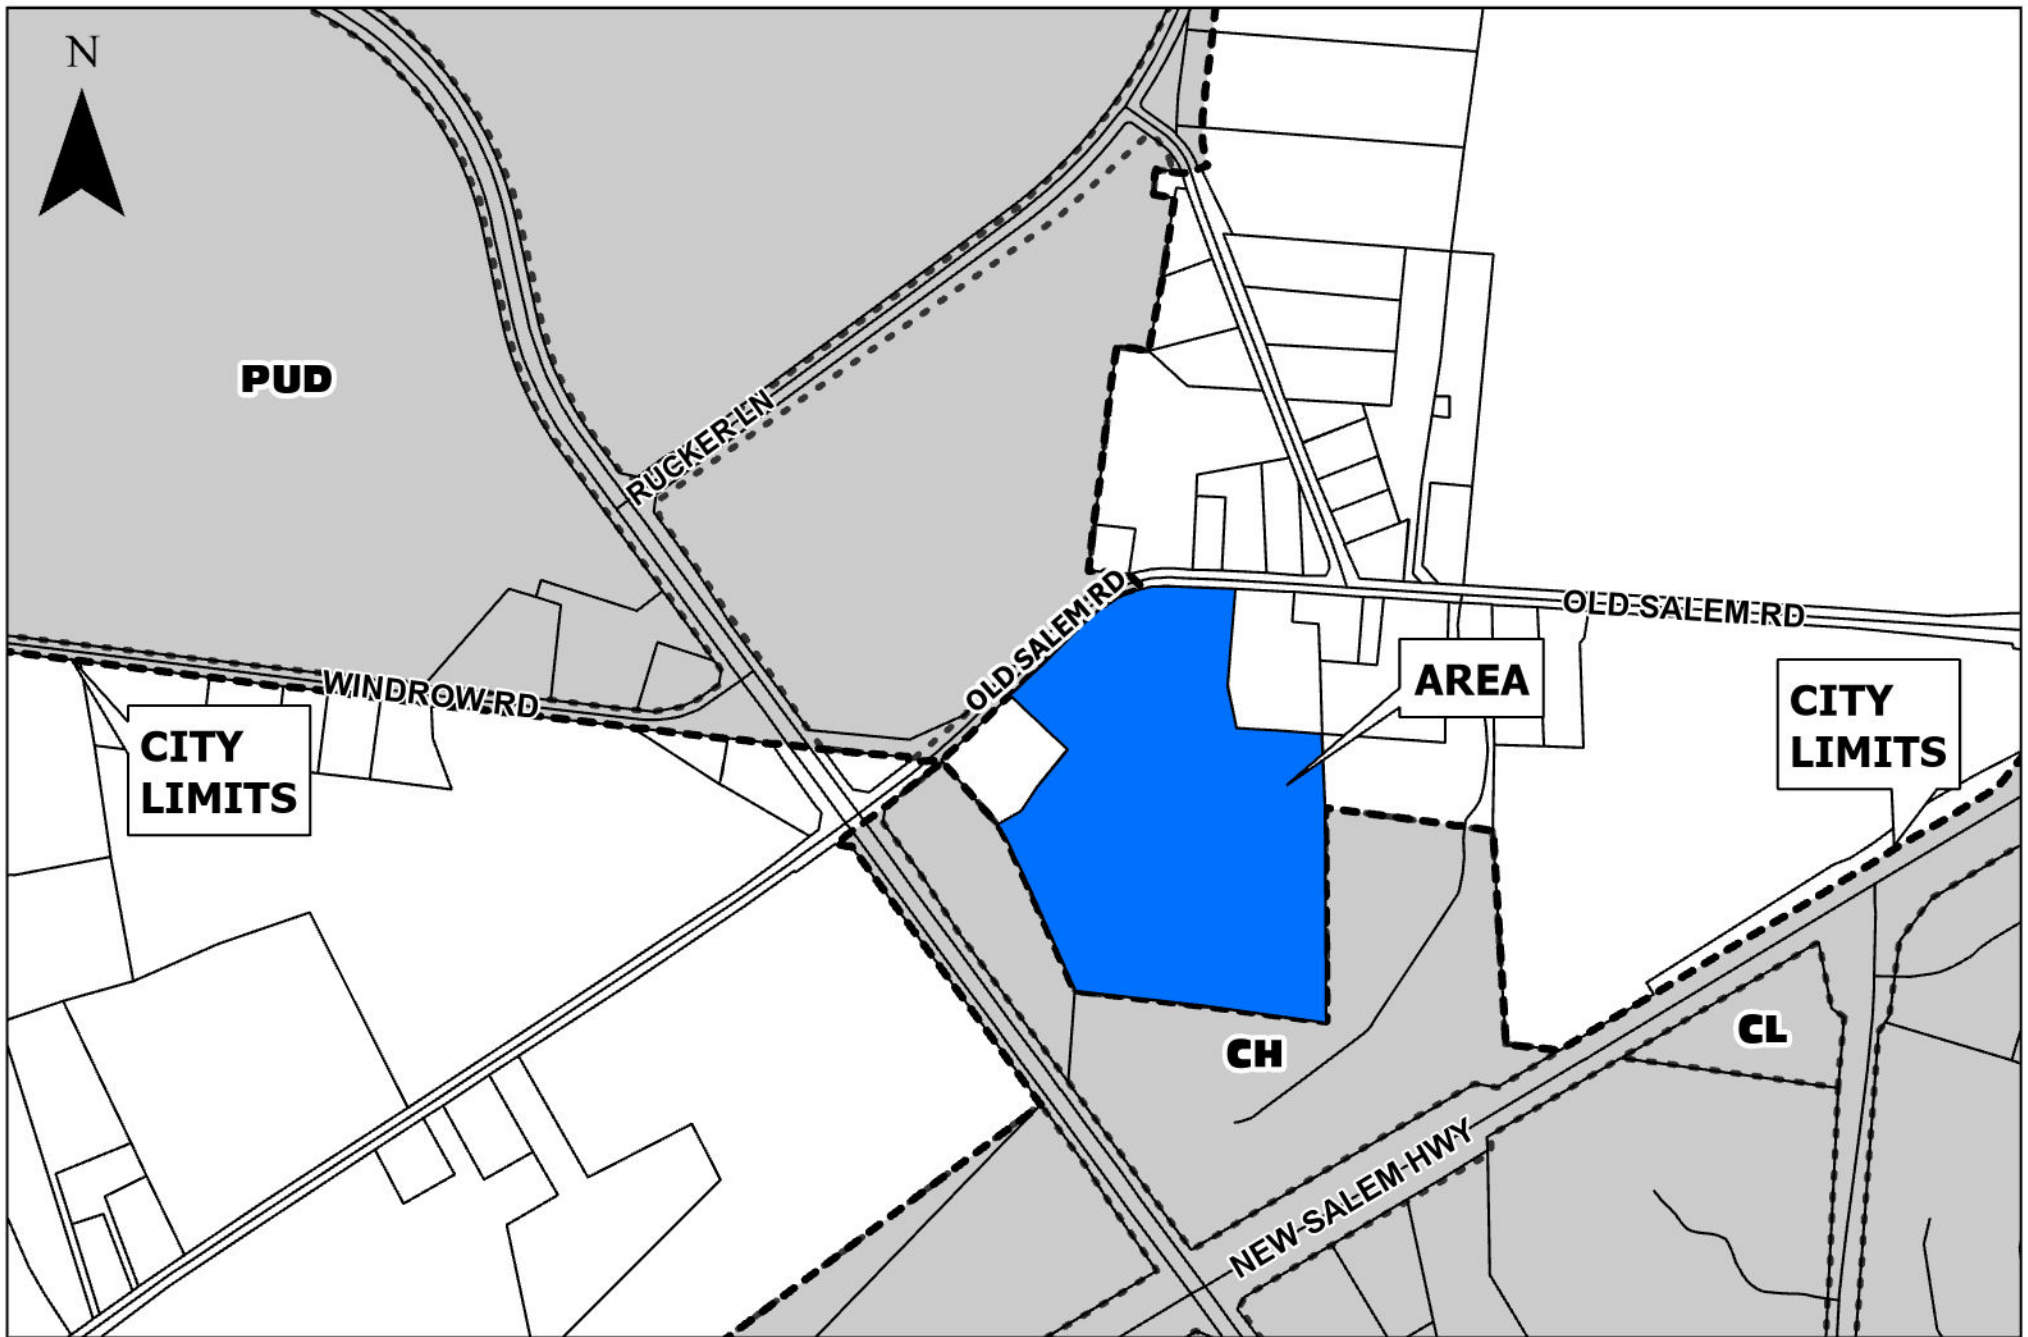 N
PUD
RUCKER LN
OLD SALEM RD
OLD SALEM RD
WINDROW RD
AREA
CITY
LIMITS
CITY
LIMITS
CH
CL
NEW SALEM HWY